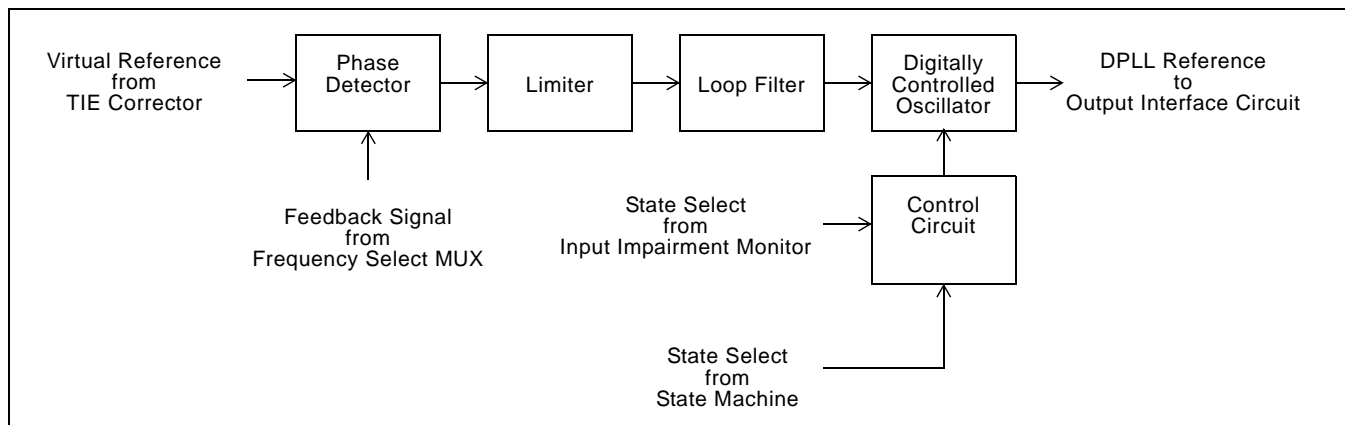 Virtual Reference
from
TIE Corrector
Phase
Detector
Limiter
Loop Filter
Digitally
Controlled
Oscillator
DPLL Reference
to
Output Interface Circuit
Feedback Signal
from
Frequency Select MUX
State Select
from
Input Impairment Monitor
Control
Circuit
State Select
from
State Machine